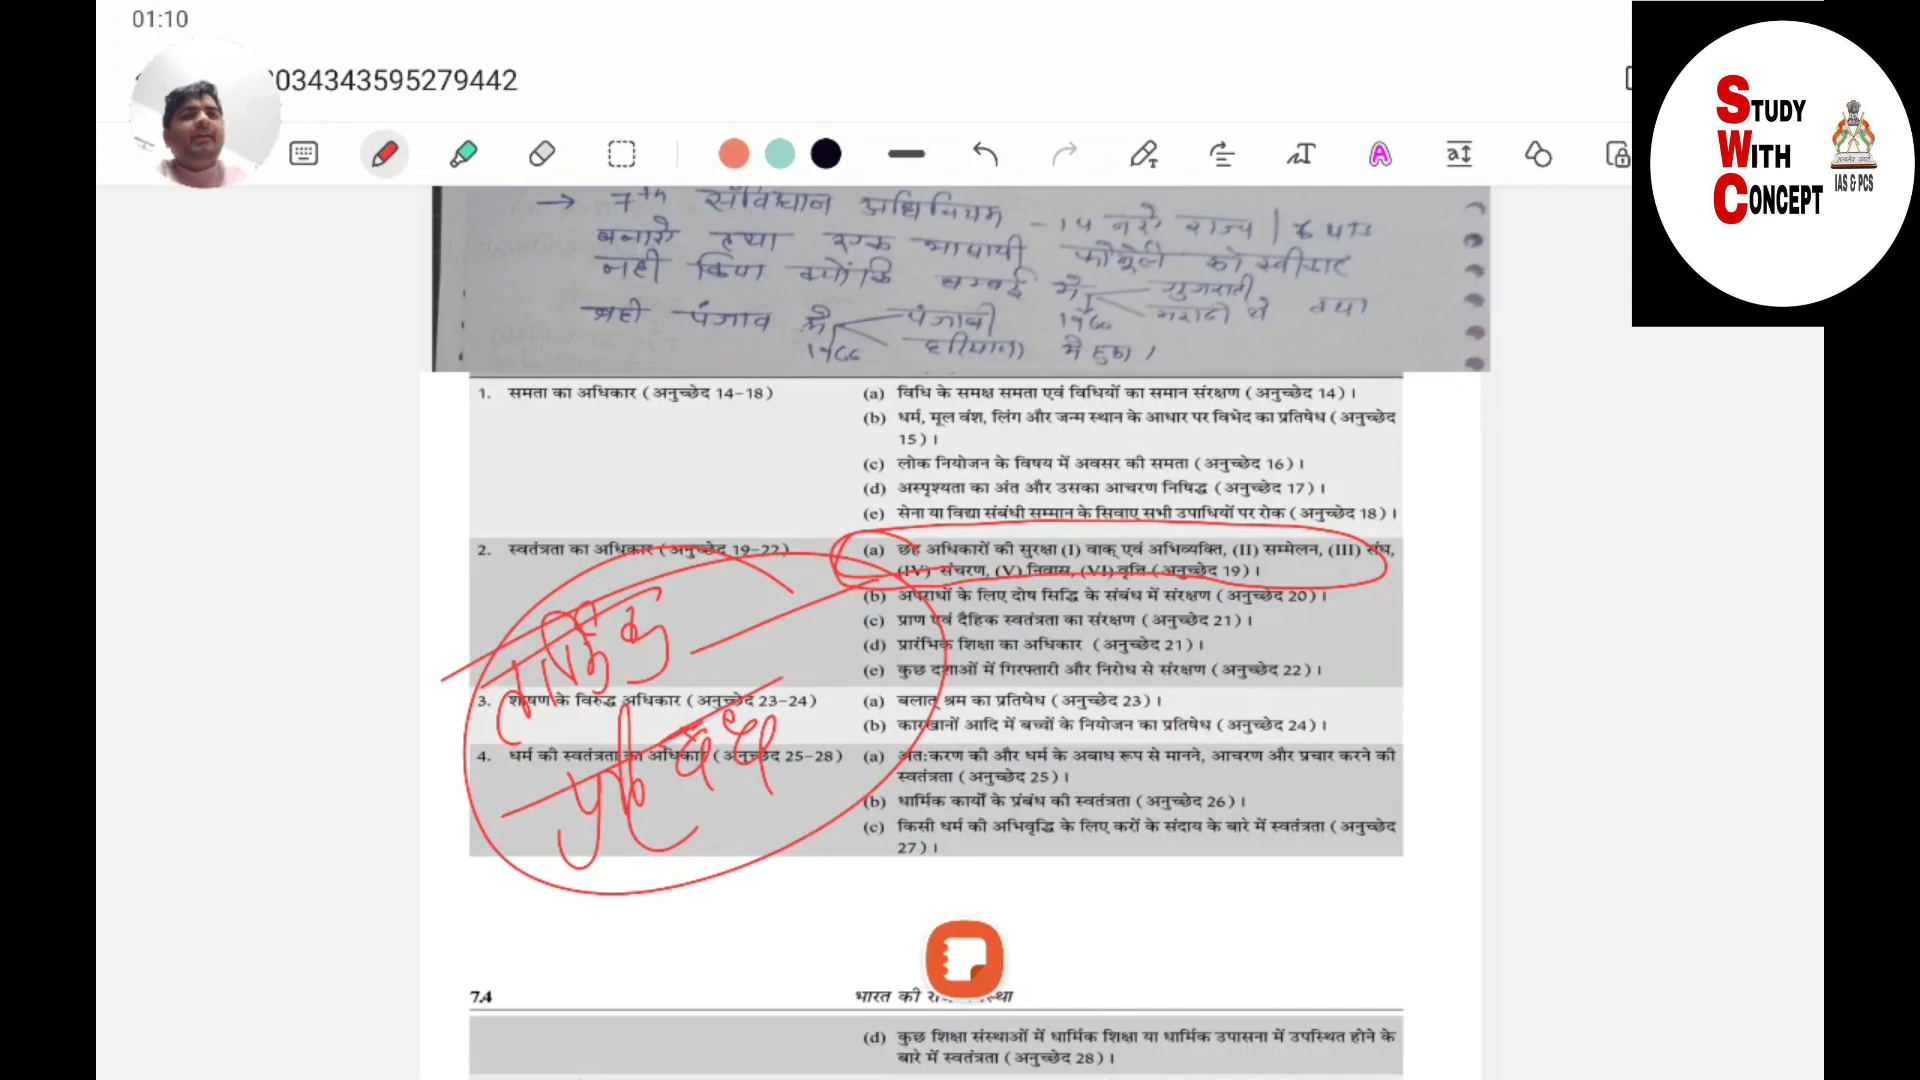 01:10
034343595279442
STUDY
WITH
CONCEPT
IAS & PCS
→ 7th संविधान अधिनियम - 14 नये राज्य | 6 UTs
बनाये तथा एक भाषायी फॉर्मूले को स्वीकार
नही किया क्योंकि बम्बई मे गुजराती
मराठी थे तथा
वही पंजाब मे पंजाबी 1960
1966 हरियाना मे हुआ।
1. समता का अधिकार (अनुच्छेद 14-18)
(a) विधि के समक्ष समता एवं विधियों का समान संरक्षण (अनुच्छेद 14)।
(b) धर्म, मूल वंश, लिंग और जन्म स्थान के आधार पर विभेद का प्रतिषेध (अनुच्छेद
15)।
(c) लोक नियोजन के विषय में अवसर की समता (अनुच्छेद 16)।
(d) अस्पृश्यता का अंत और उसका आचरण निषिद्ध (अनुच्छेद 17)।
(e) सेना या विद्या संबंधी सम्मान के सिवाए सभी उपाधियों पर रोक (अनुच्छेद 18)।
2. स्वतंत्रता का अधिकार (अनुच्छेद 19-22)
(a) छह अधिकारों की सुरक्षा (I) वाक् एवं अभिव्यक्ति, (II) सम्मेलन, (III) संघ,
(IV) संचरण, (V) निवास, (VI) वृत्ति (अनुच्छेद 19)।
(b) अपराधों के लिए दोष सिद्धि के संबंध में संरक्षण (अनुच्छेद 20)।
(c) प्राण एवं दैहिक स्वतंत्रता का संरक्षण (अनुच्छेद 21)।
(d) प्रारंभिक शिक्षा का अधिकार (अनुच्छेद 21)।
(e) कुछ दशाओं में गिरफ्तारी और निरोध से संरक्षण (अनुच्छेद 22)।
तार्किक
3. शोषण के विरुद्ध अधिकार (अनुच्छेद 23-24)
(a) बलात् श्रम का प्रतिषेध (अनुच्छेद 23)।
(b) कारखानों आदि में बच्चों के नियोजन का प्रतिषेध (अनुच्छेद 24)।
4. धर्म की स्वतंत्रता का अधिकार (अनुच्छेद 25-28)
(a) अंत:करण की और धर्म के अबाध रूप से मानने, आचरण और प्रचार करने की
स्वतंत्रता (अनुच्छेद 25)।
(b) धार्मिक कार्यों के प्रंबंध की स्वतंत्रता (अनुच्छेद 26)।
(c) किसी धर्म की अभिवृद्धि के लिए करों के संदाय के बारे में स्वतंत्रता (अनुच्छेद
27)।
7.4
भारत की
(d) कुछ शिक्षा संस्थाओं में धार्मिक शिक्षा या धार्मिक उपासना में उपस्थित होने के
बारे में स्वतंत्रता (अनुच्छेद 28)।